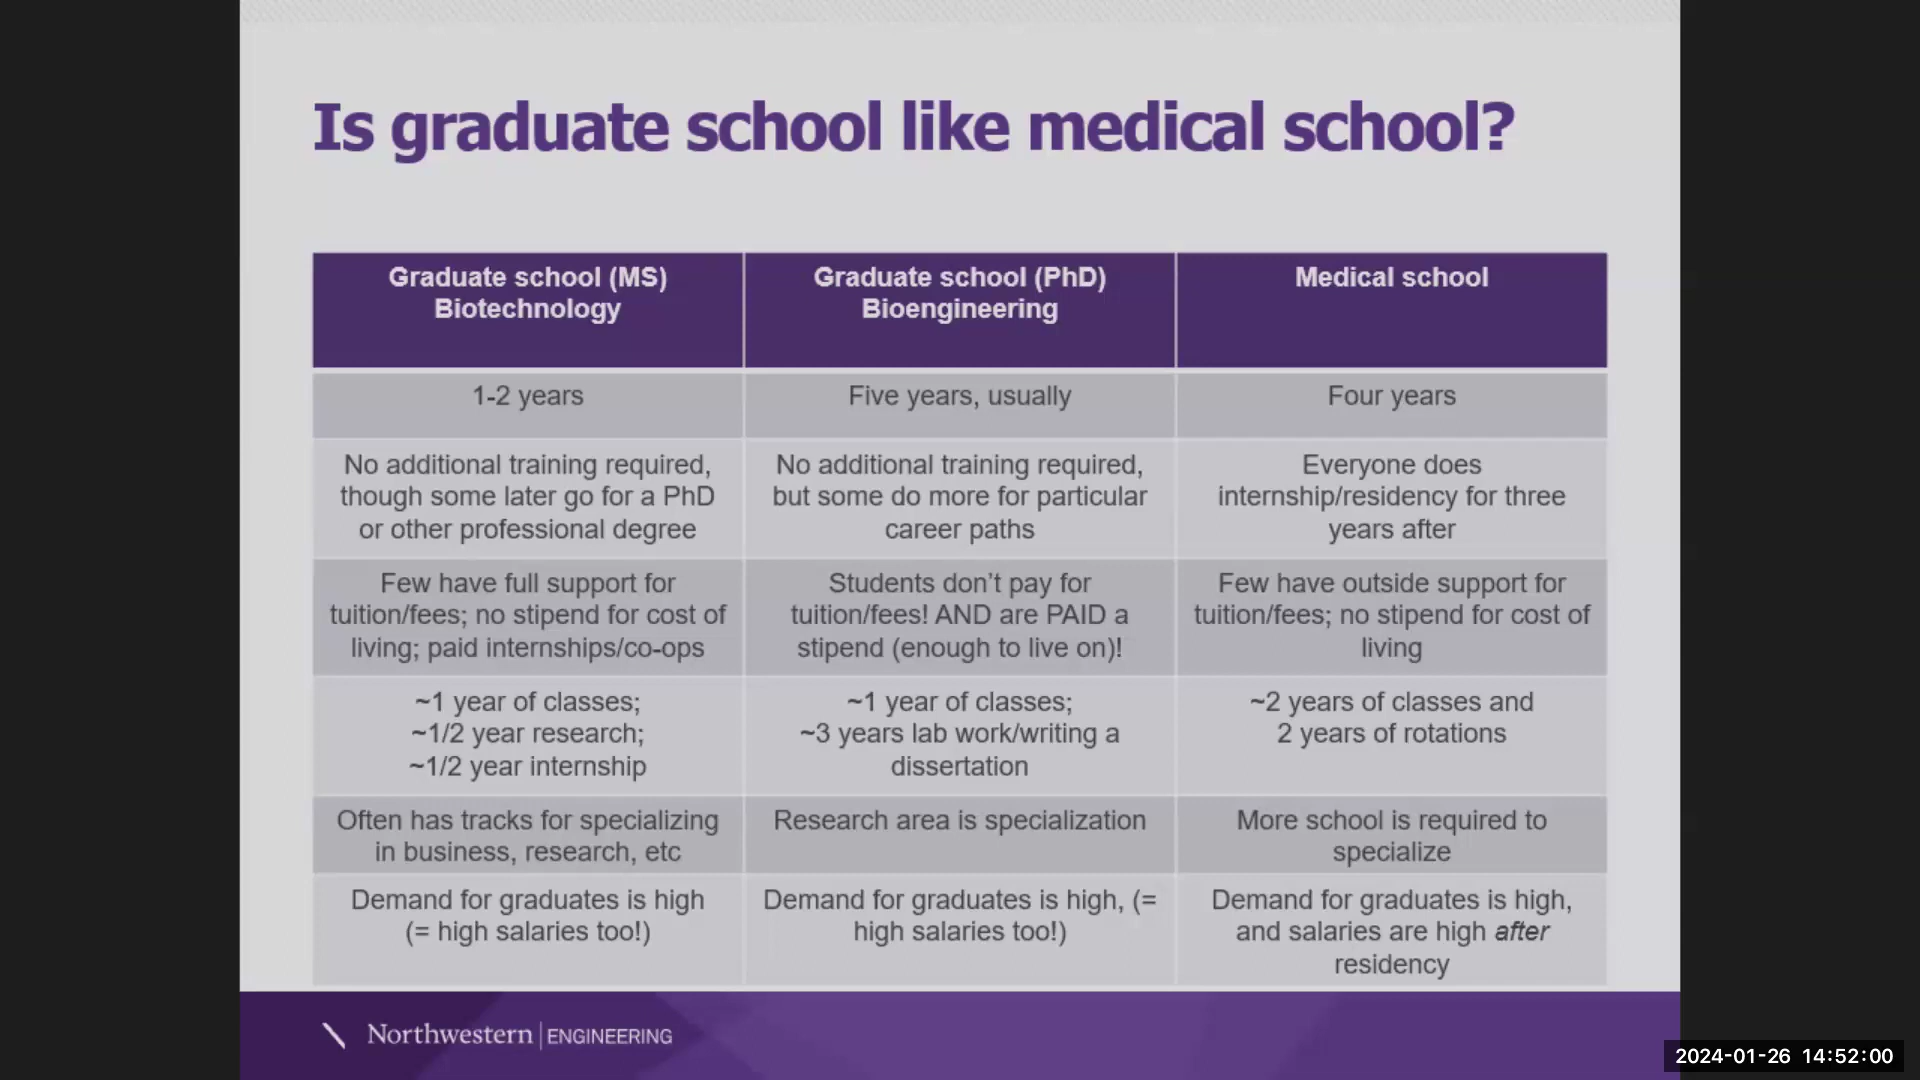 Is graduate school like medical school?
Graduate school (MS)
Biotechnology
Graduate school (PhD)
Bioengineering
Medical school
1-2 years
Five years, usually
Four years
No additional training required,
though some later go for a PhD
or other professional degree
No additional training required,
but some do more for particular
career paths
Everyone does
internship/residency for three
years after
Few have full support for
tuition/fees; no stipend for cost of
living; paid internships/co-ops
Students don’t pay for
tuition/fees! AND are PAID a
stipend (enough to live on)!
Few have outside support for
tuition/fees; no stipend for cost of
living
~1 year of classes;
~1/2 year research;
~1/2 year internship
~1 year of classes;
~3 years lab work/writing a
dissertation
~2 years of classes and
2 years of rotations
Often has tracks for specializing
in business, research, etc
Research area is specialization
More school is required to
specialize
Demand for graduates is high
(= high salaries too!)
Demand for graduates is high, (=
high salaries too!)
Demand for graduates is high,
and salaries are high after
residency
Northwestern | ENGINEERING
2024-01-26 14:52:00